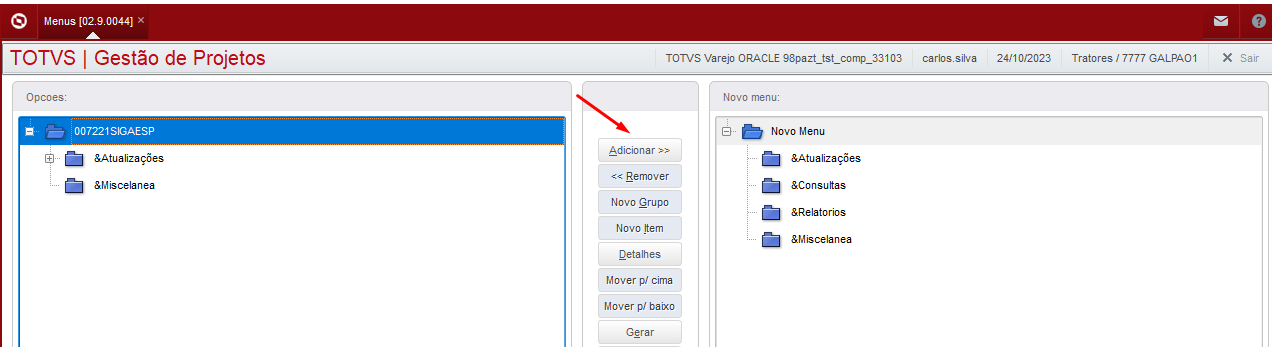 Menus [02.9.0044] ×
TOTVS | Gestão de Projetos
TOTVS Varejo ORACLE 98pazt_tst_comp_33103 carlos.silva 24/10/2023 Tratores / 7777 GALPAO1 X Sair
Opcoes:
007221SIGAESP
&Atualizações
&Miscelanea
Adicionar >>
<< Remover
Novo Grupo
Novo Item
Detalhes
Mover p/ cima
Mover p/ baixo
Gerar
Novo menu:
Novo Menu
&Atualizações
&Consultas
&Relatorios
&Miscelanea